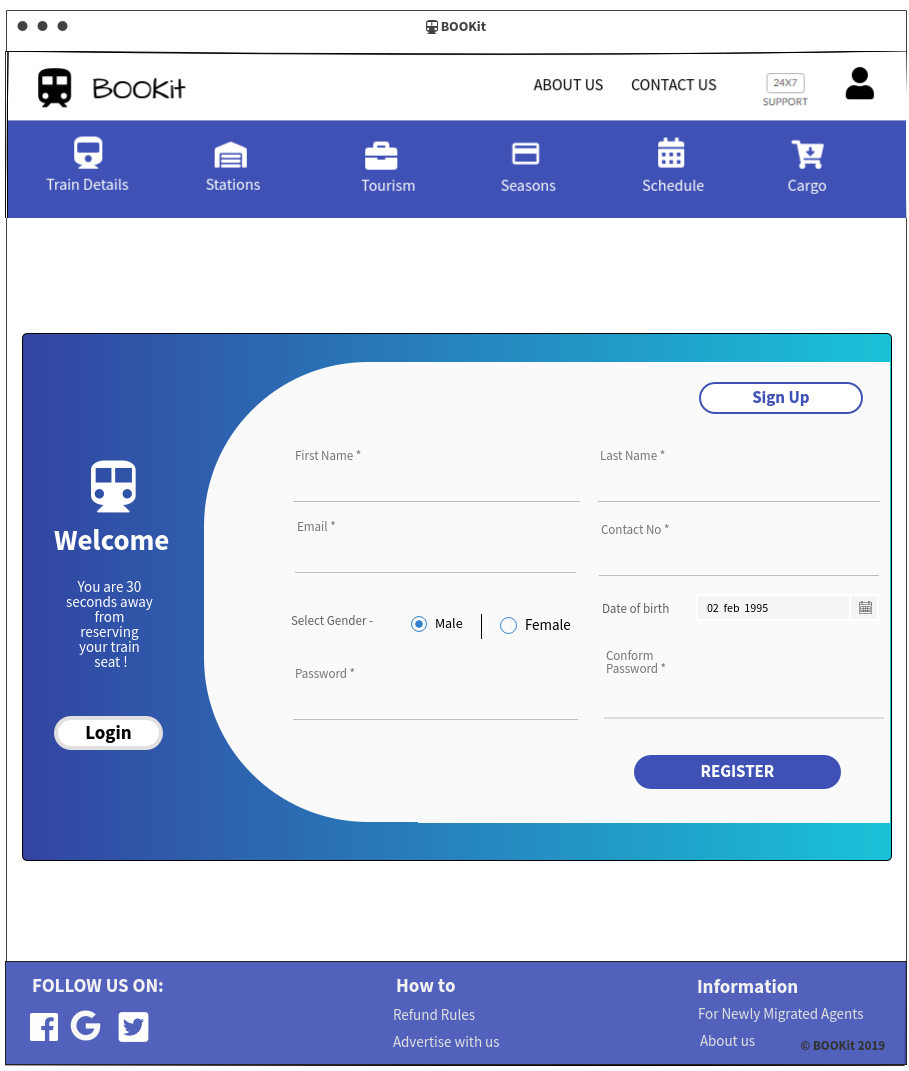 BOOKit
BOOKit
ABOUT US
CONTACT US
24X7
SUPPORT
Train Details
Stations
Tourism
Seasons
Schedule
Cargo
Sign Up
First Name *
Last Name *
Email *
Contact No *
Welcome
You are 30
seconds away
from
reserving
your train
seat !
Select Gender -
Male
Female
Date of birth
02 feb 1995
Password *
Conform
Password *
Login
REGISTER
FOLLOW US ON:
How to
Refund Rules
Advertise with us
Information
For Newly Migrated Agents
About us
© BOOKit 2019